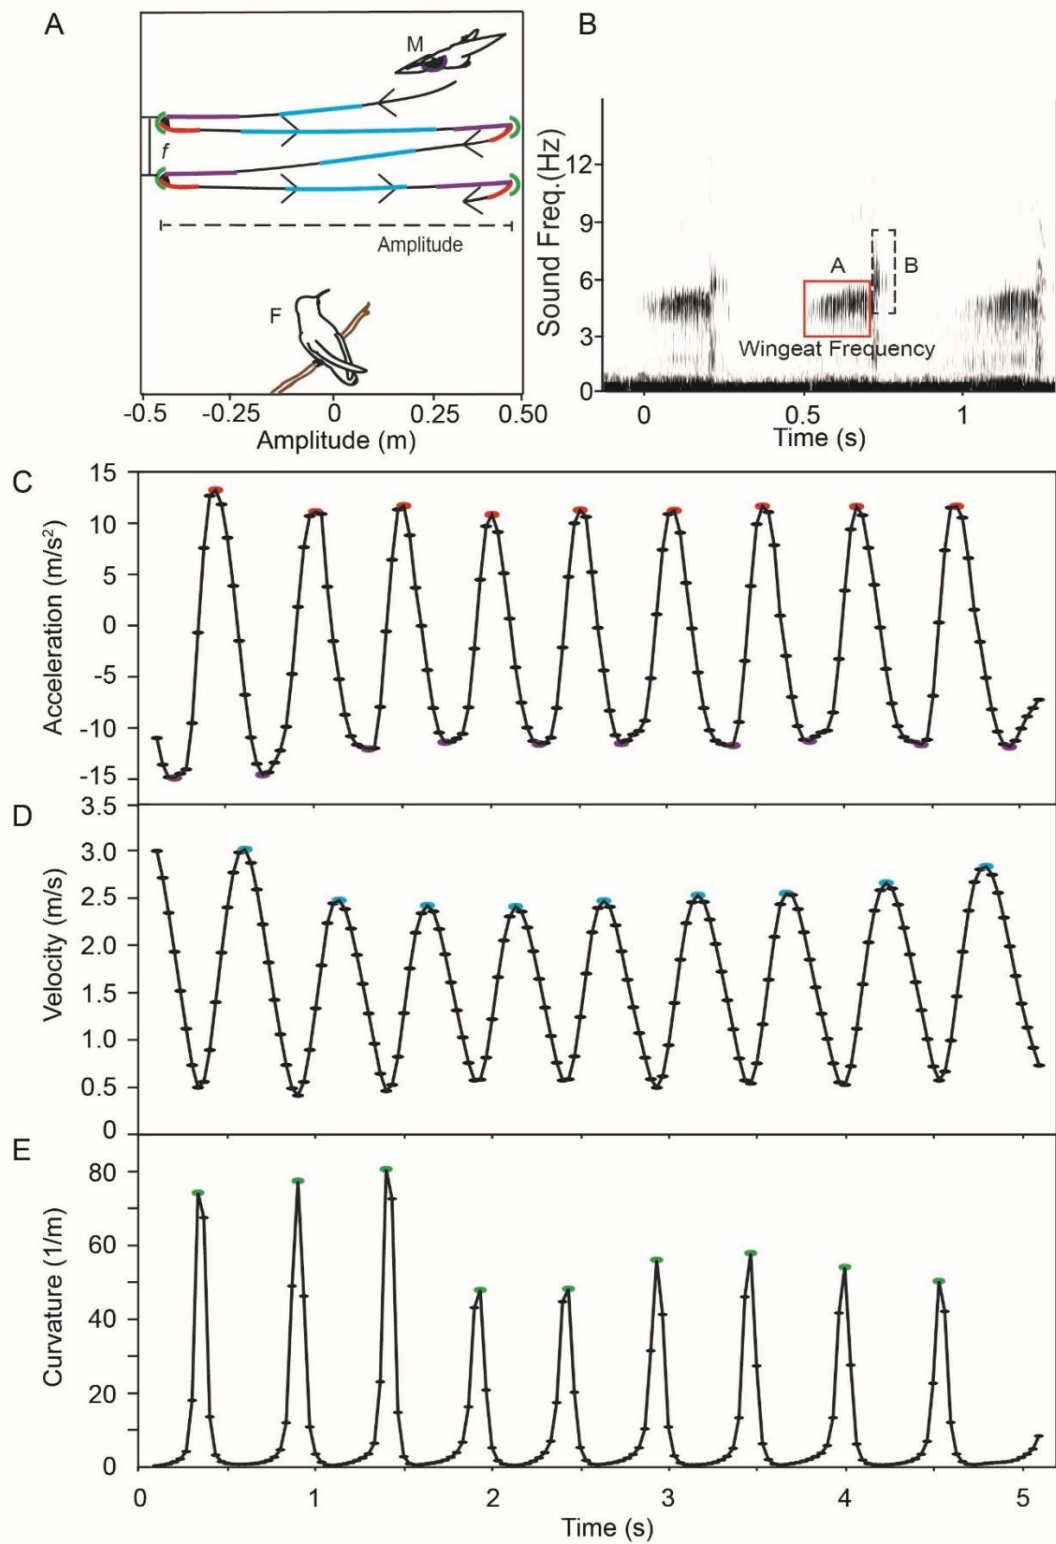 A
M
f
Amplitude
F
-0.5 -0.25 0 0.25 0.50
Amplitude (m)
B
Sound Freq.(Hz)
12
9
6
3
0
A
B
Wingeat Frequency
0 0.5 1
Time (s)
C
Acceleration (m/s²)
15
10
5
0
-5
-10
-15
D
Velocity (m/s)
3.5
3.0
2.5
2.0
1.5
1.0
0.5
0
E
Curvature (1/m)
80
60
40
20
0
0 1 2 3 4 5
Time (s)